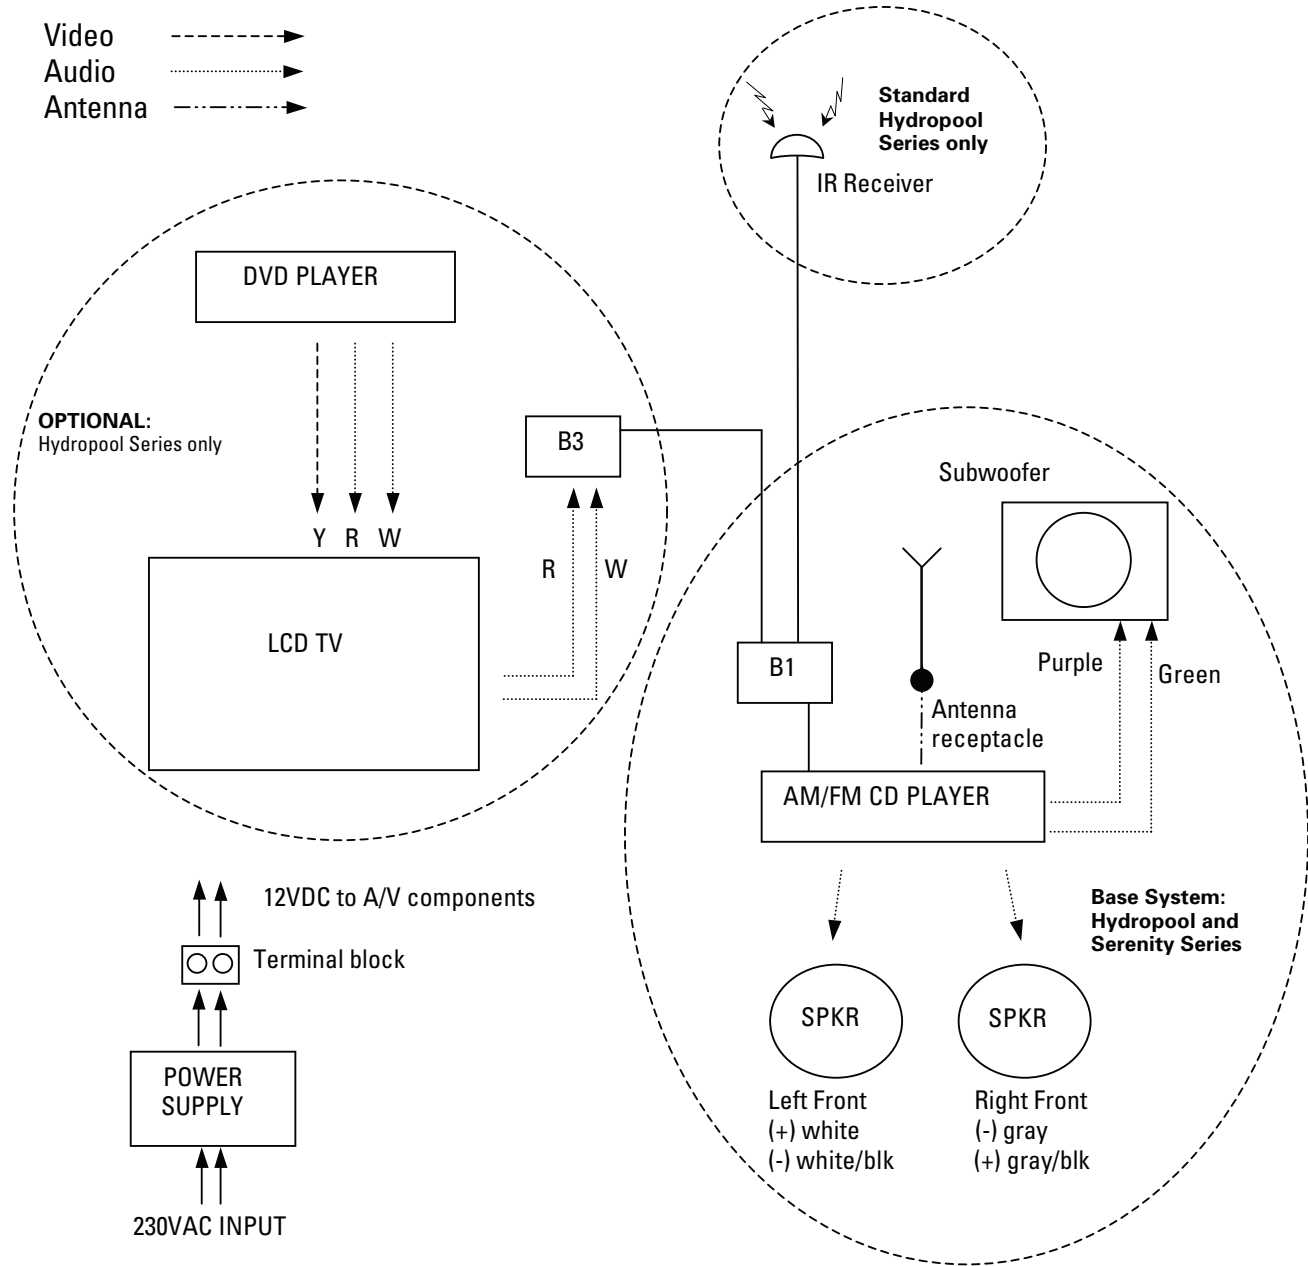 Video
Audio
Antenna
Standard
Hydropool
Series only
IR Receiver
DVD PLAYER
OPTIONAL:
Hydropool Series only
B3
Y R W
R W
LCD TV
Subwoofer
B1
Purple
Green
Antenna
receptacle
AM/FM CD PLAYER
12VDC to A/V components
Terminal block
POWER
SUPPLY
230VAC INPUT
Base System:
Hydropool and
Serenity Series
SPKR
SPKR
Left Front
(+) white
(-) white/blk
Right Front
(-) gray
(+) gray/blk